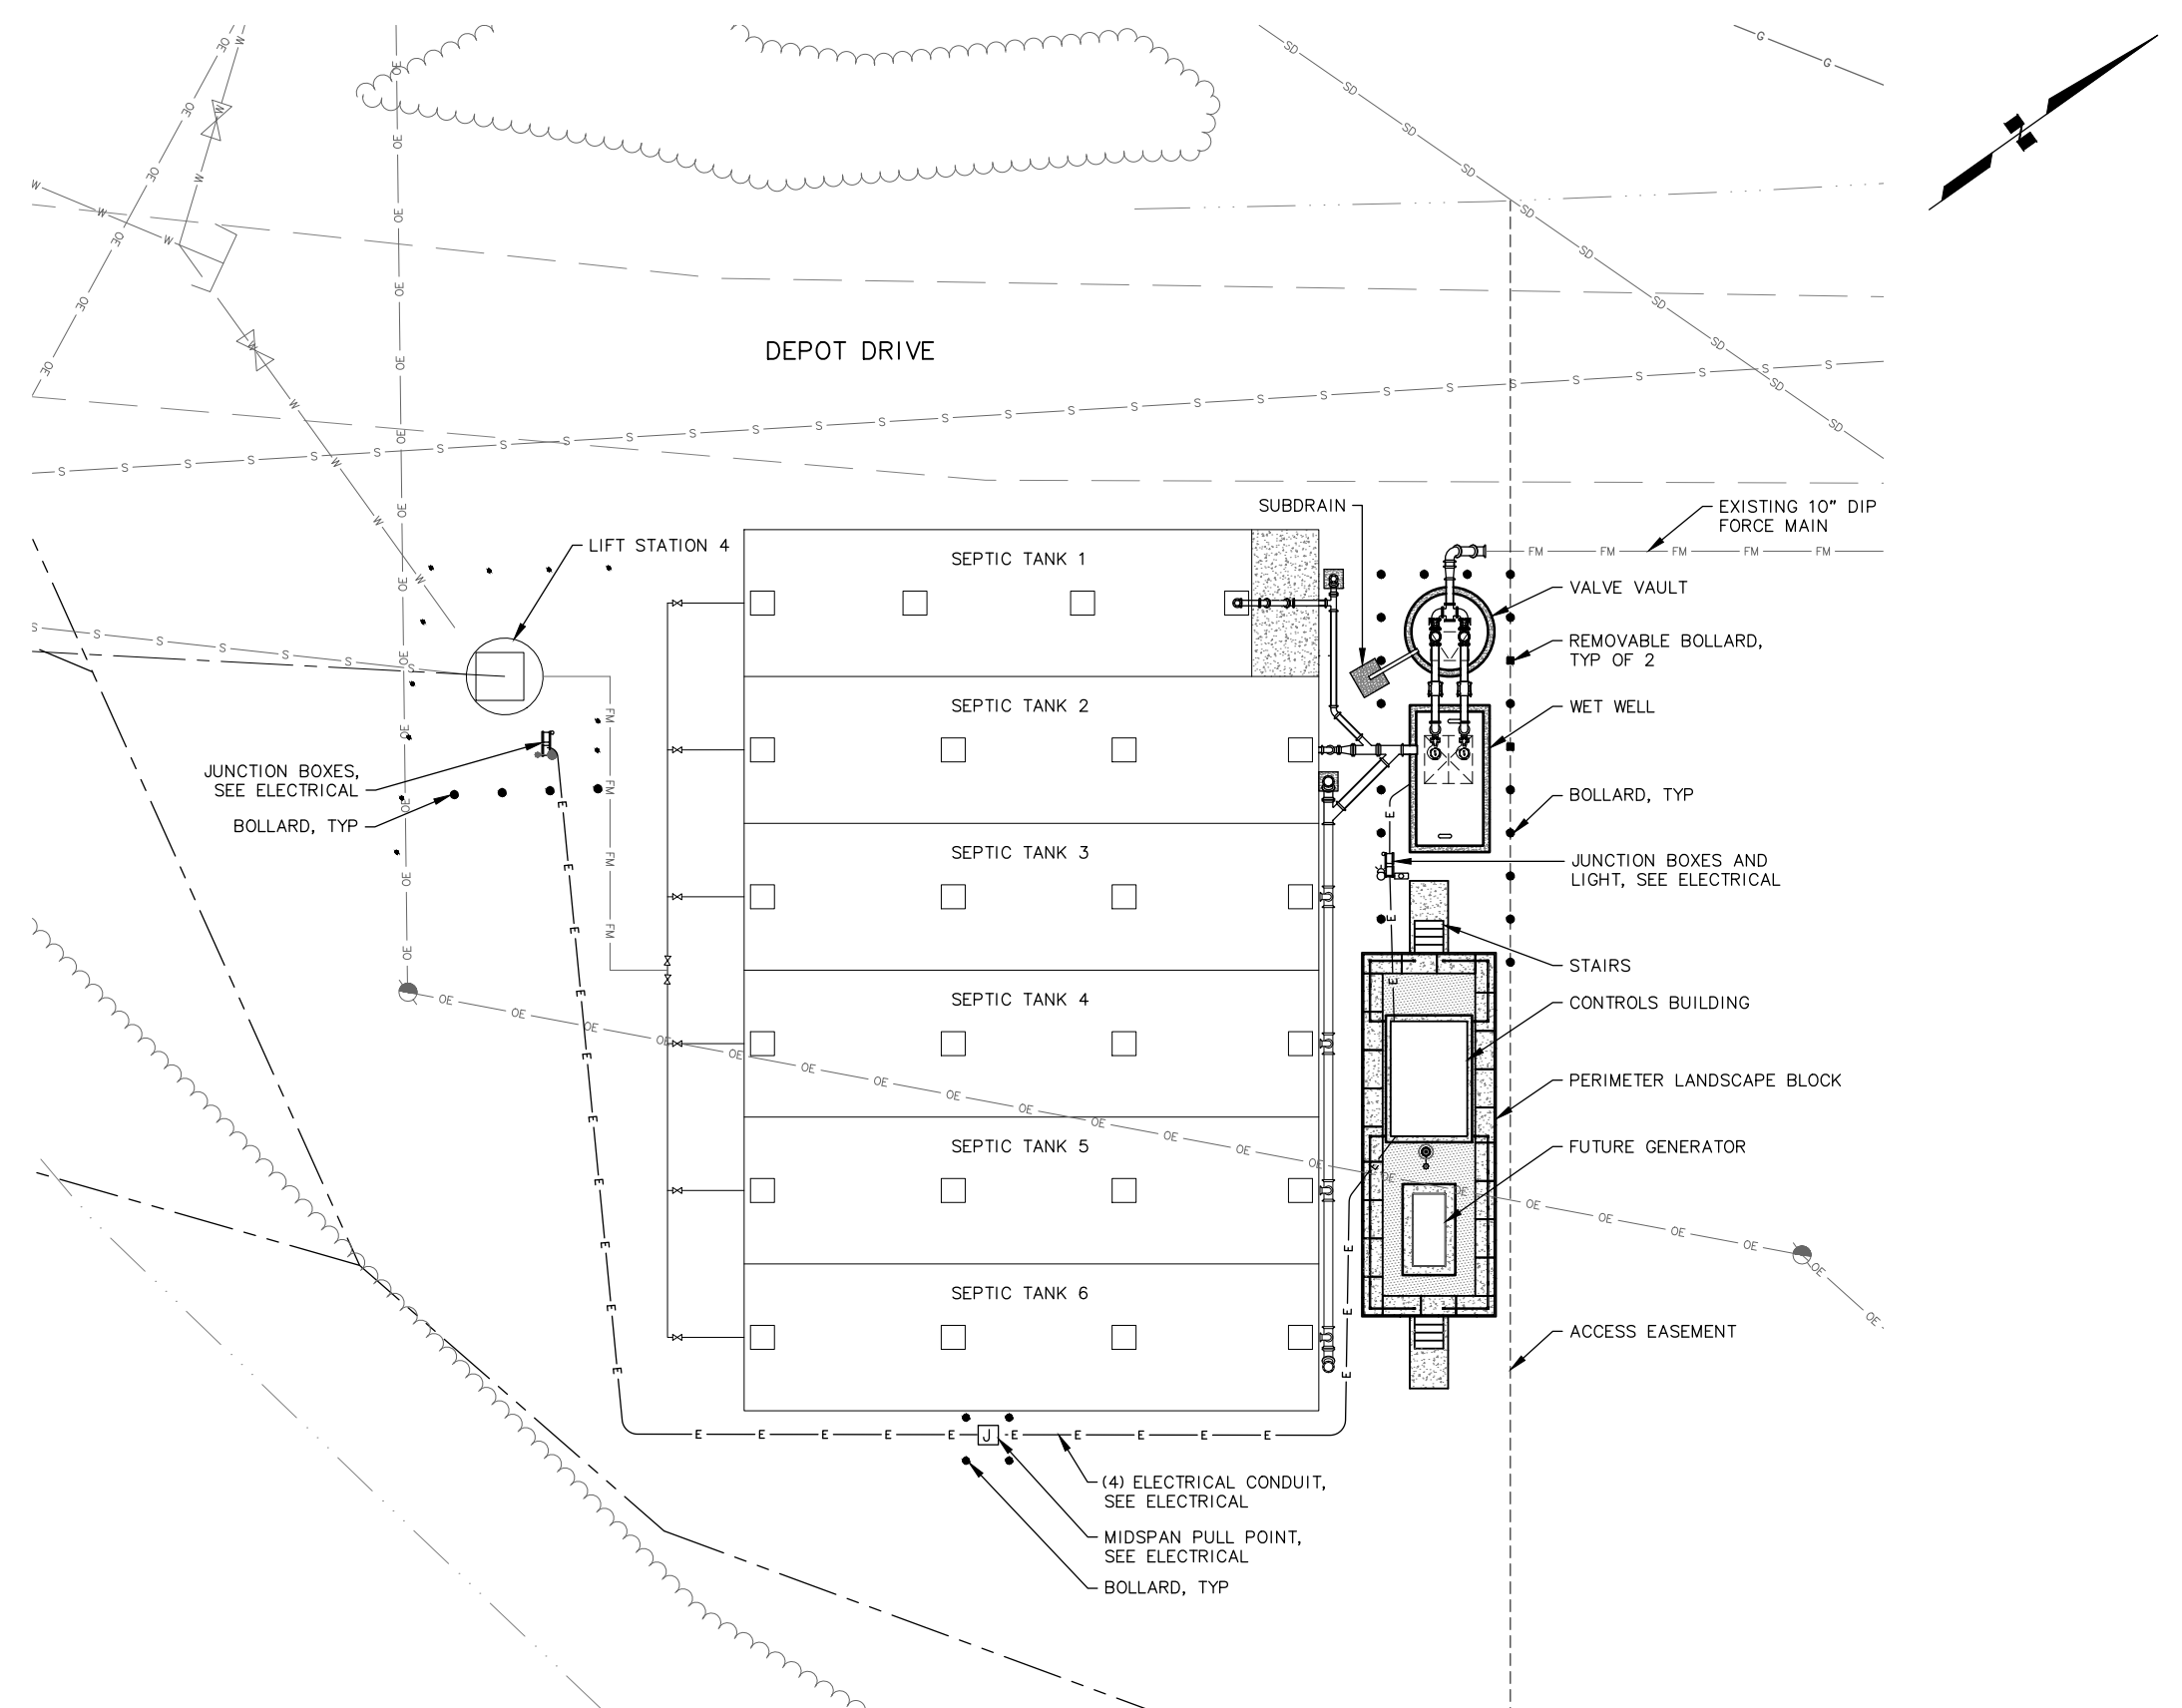 DEPOT DRIVE
SUBDRAIN
EXISTING 10" DIP
FORCE MAIN
LIFT STATION 4
SEPTIC TANK 1
VALVE VAULT
REMOVABLE BOLLARD,
TYP OF 2
SEPTIC TANK 2
WET WELL
JUNCTION BOXES,
SEE ELECTRICAL
BOLLARD, TYP
BOLLARD, TYP
SEPTIC TANK 3
JUNCTION BOXES AND
LIGHT, SEE ELECTRICAL
STAIRS
SEPTIC TANK 4
CONTROLS BUILDING
PERIMETER LANDSCAPE BLOCK
SEPTIC TANK 5
FUTURE GENERATOR
SEPTIC TANK 6
ACCESS EASEMENT
J
(4) ELECTRICAL CONDUIT,
SEE ELECTRICAL
MIDSPAN PULL POINT,
SEE ELECTRICAL
BOLLARD, TYP